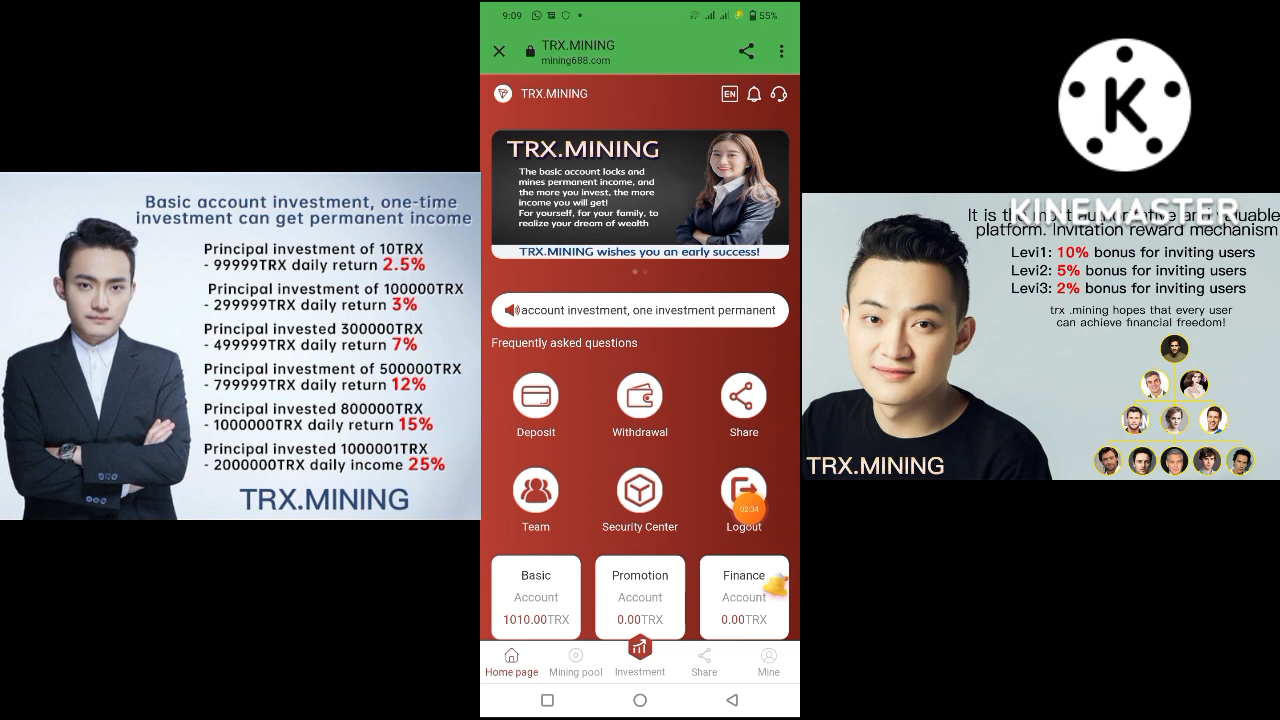 Basic account investment, one-time
investment can get permanent income
Principal investment of 10TRX
- 99999TRX daily return 2.5%
Principal investment of 100000TRX
- 299999TRX daily return 3%
Principal invested 300000TRX
- 499999TRX daily return 7%
Principal investment of 500000TRX
- 799999TRX daily return 12%
Principal invested 800000TRX
- 1000000TRX daily return 15%
Principal invested 1000001TRX
- 2000000TRX daily income 25%
TRX.MINING
9:09
55%
TRX.MINING
mining688.com
TRX.MINING
EN
TRX.MINING
The basic account locks and
mines permanent income, and
the more you invest, the more
income you will get!
For yourself, for your family, to
realize your dream of wealth
TRX.MINING wishes you an early success!
account investment, one investment permanent
Frequently asked questions
Deposit
Withdrawal
Share
Team
Security Center
02:34
Logout
Basic
Account
1010.00TRX
Promotion
Account
0.00TRX
Finance
Account
0.00TRX
Home page
Mining pool
Investment
Share
Mine
K
KINEMASTER
It is the
platform. Invitation reward mechanism
Levi1: 10% bonus for inviting users
Levi2: 5% bonus for inviting users
Levi3: 2% bonus for inviting users
trx .mining hopes that every user
can achieve financial freedom!
TRX.MINING